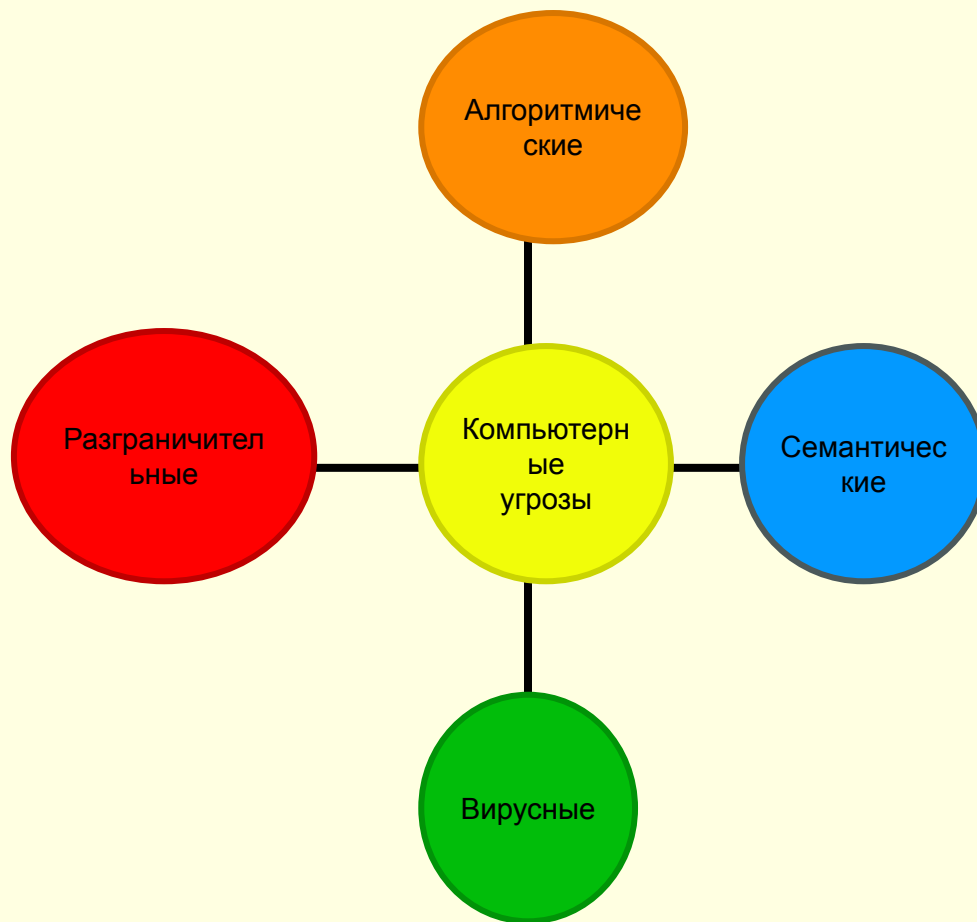 Алгоритмиче
ские
Разграничител
ьные
Компьютерн
ые
угрозы
Семантичес
кие
Вирусные